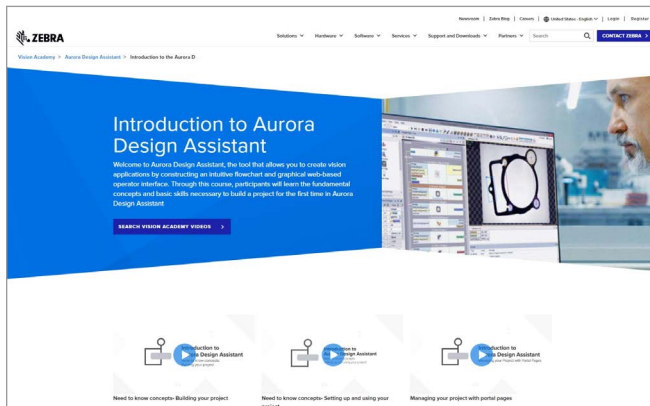 Newsroom | Zebra Blog | Careers | United States - English | Login | Register
ZEBRA
Solutions Hardware Software Services Support and Downloads Partners Search CONTACT ZEBRA >
Vision Academy > Aurora Design Assistant > Introduction to the Aurora D
Introduction to Aurora
Design Assistant
Welcome to Aurora Design Assistant, the tool that allows you to create vision
applications by constructing an intuitive flowchart and graphical web-based
operator interface. Through this course, participants will learn the fundamental
concepts and basic skills necessary to build a project for the first time in Aurora
Design Assistant
SEARCH VISION ACADEMY VIDEOS >
Introduction to
Aurora Design Assistant
Introduction to
Aurora Design Assistant
Introduction to
Aurora Design Assistant
Need to know concepts- Building your project
Need to know concepts- Setting up and using your
project
Managing your project with portal pages